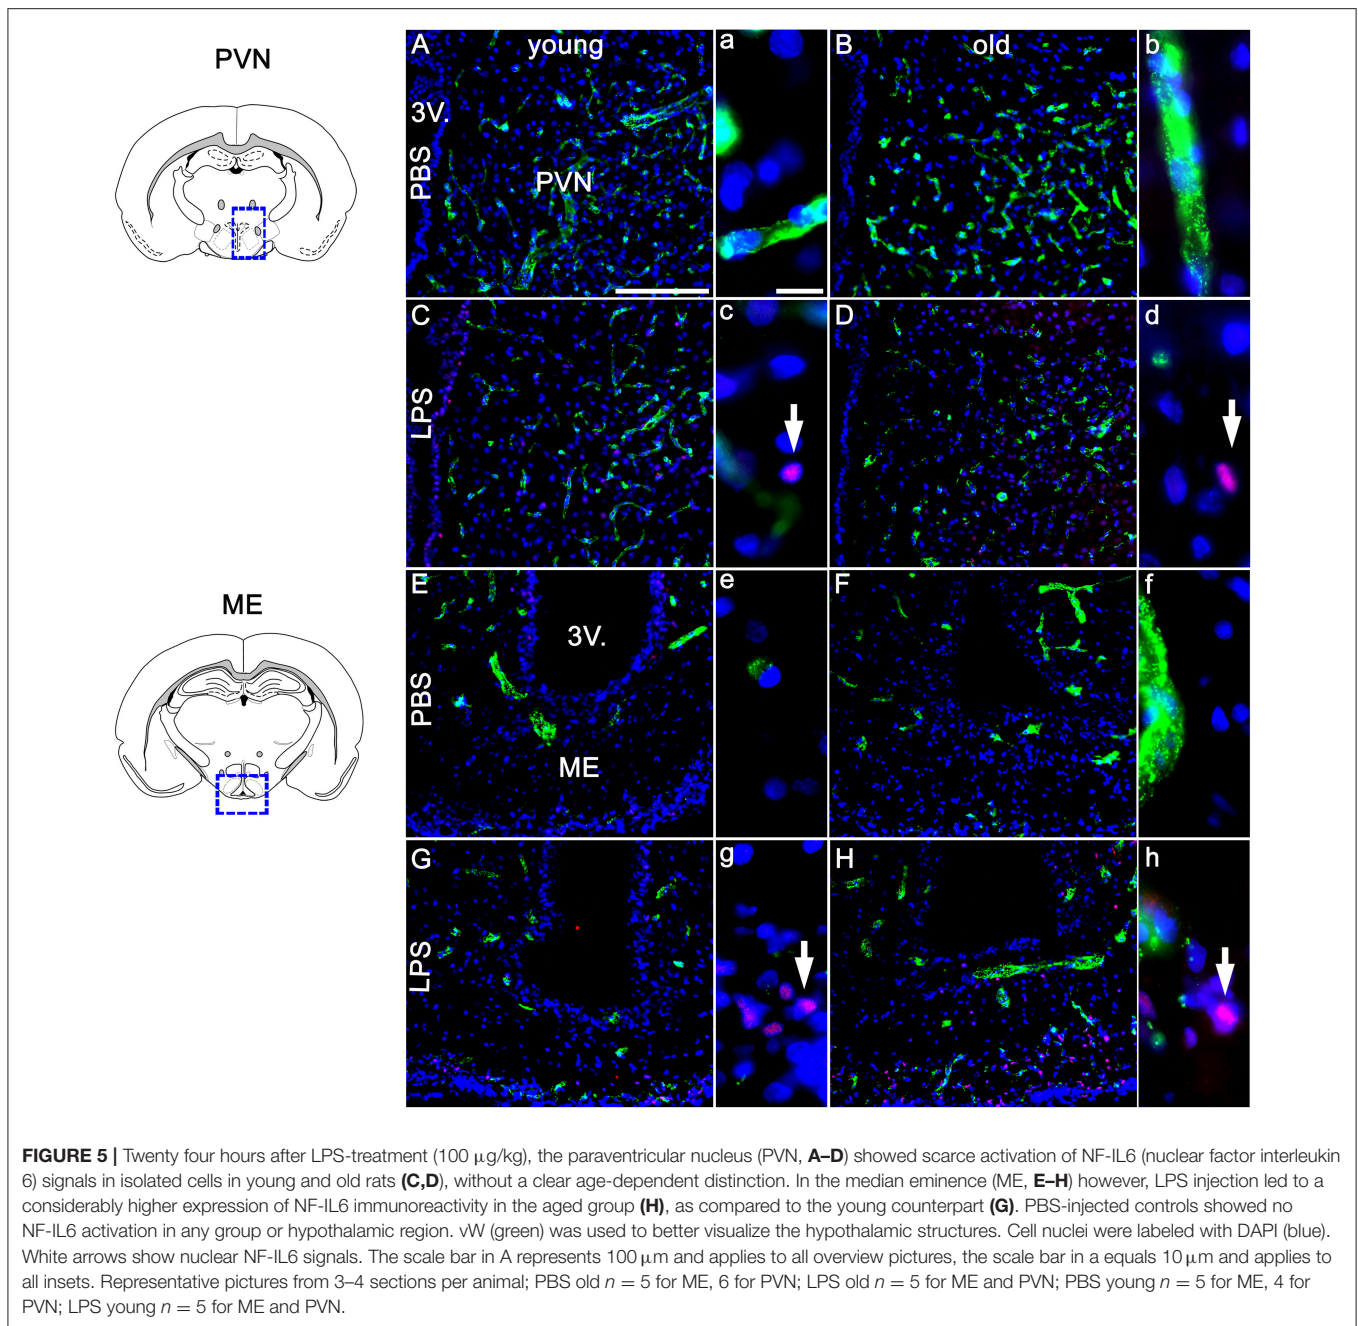 PVN
A
young
a
B
old
b
3V.
PBS
PVN
C
c
D
d
LPS
ME
E
e
F
f
3V.
PBS
ME
G
g
H
h
LPS
FIGURE 5 | Twenty four hours after LPS-treatment (100 μg/kg), the paraventricular nucleus (PVN, A–D) showed scarce activation of NF-IL6 (nuclear factor interleukin
6) signals in isolated cells in young and old rats (C,D), without a clear age-dependent distinction. In the median eminence (ME, E–H) however, LPS injection led to a
considerably higher expression of NF-IL6 immunoreactivity in the aged group (H), as compared to the young counterpart (G). PBS-injected controls showed no
NF-IL6 activation in any group or hypothalamic region. vW (green) was used to better visualize the hypothalamic structures. Cell nuclei were labeled with DAPI (blue).
White arrows show nuclear NF-IL6 signals. The scale bar in A represents 100 μm and applies to all overview pictures, the scale bar in a equals 10 μm and applies to
all insets. Representative pictures from 3–4 sections per animal; PBS old n = 5 for ME, 6 for PVN; LPS old n = 5 for ME and PVN; PBS young n = 5 for ME, 4 for
PVN; LPS young n = 5 for ME and PVN.